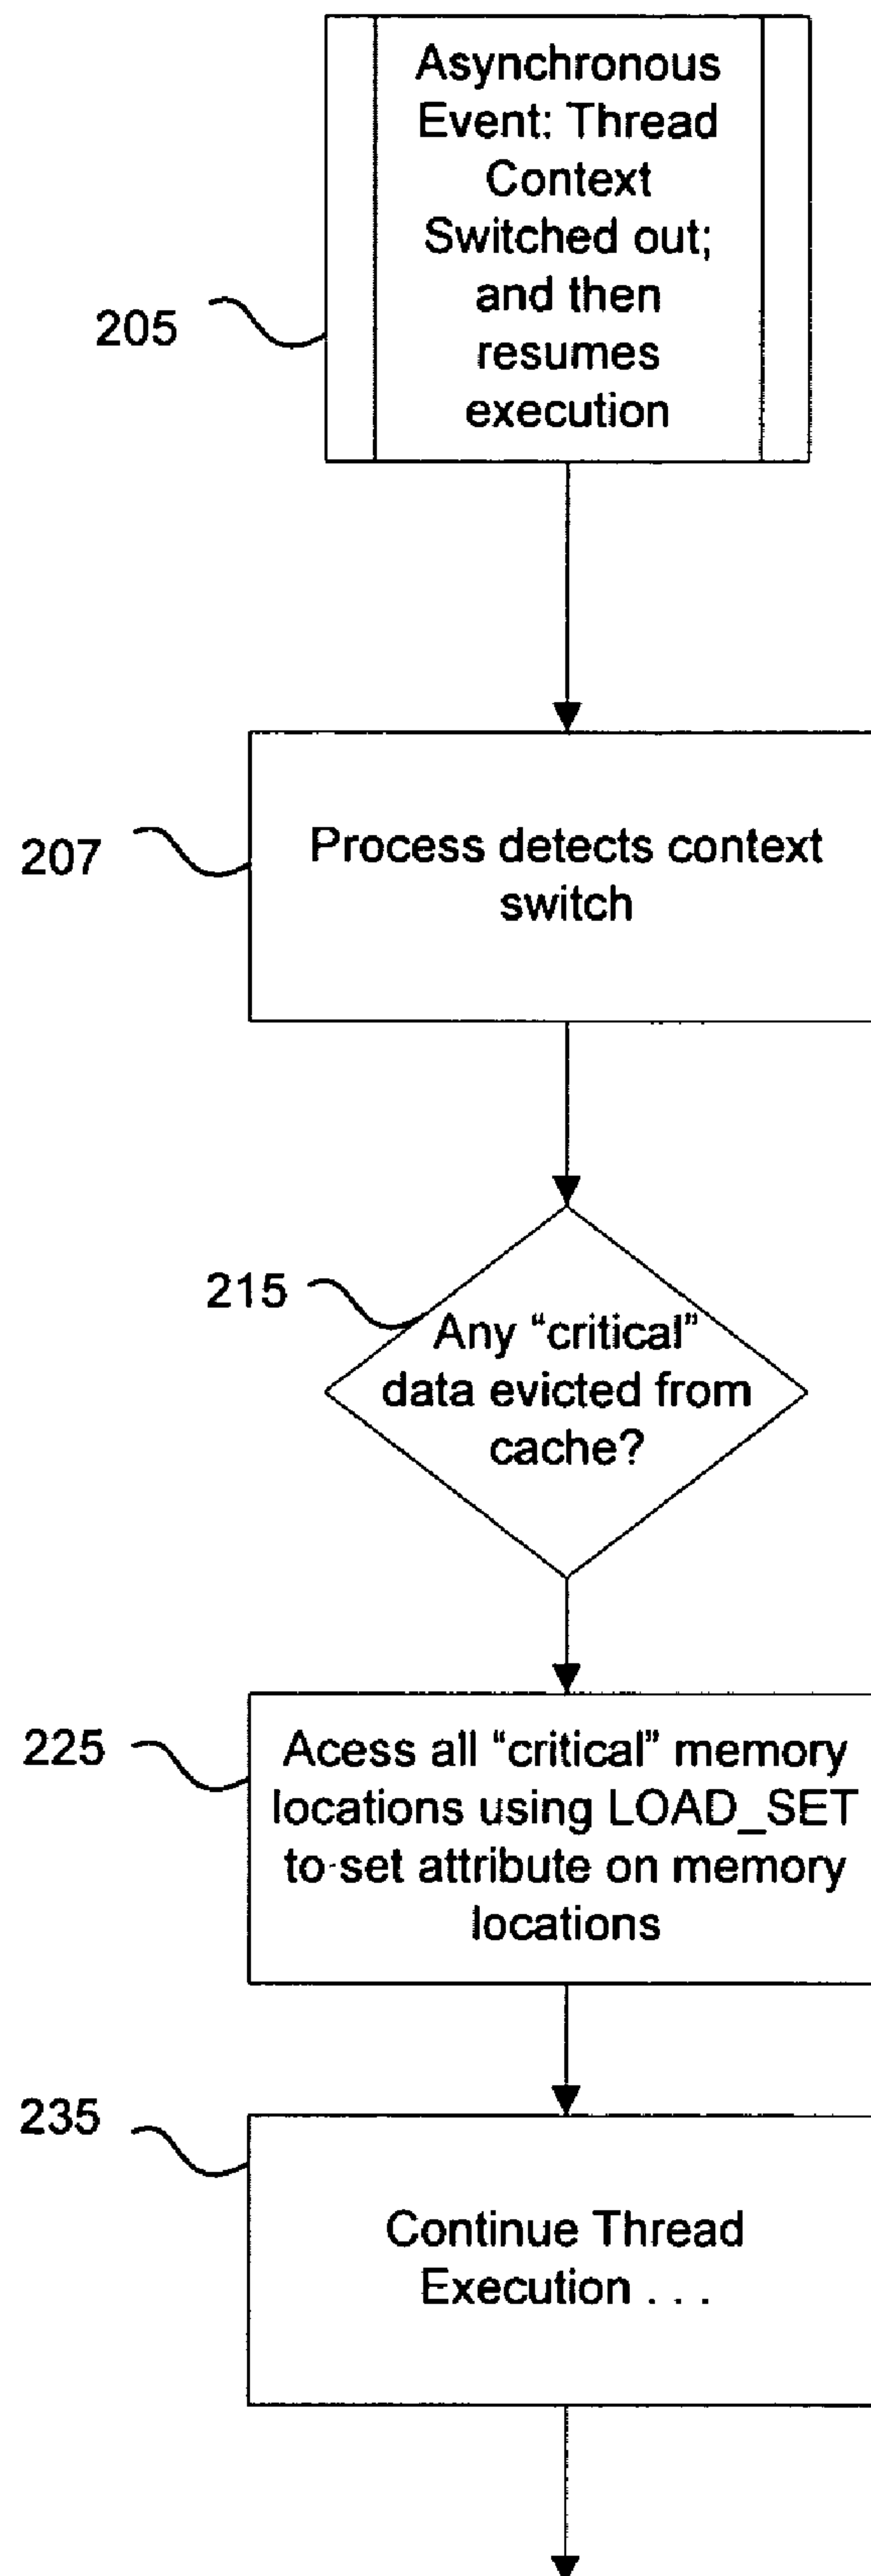 Asynchronous
Event: Thread
Context
Switched out;
and then
resumes
execution
205
207
Process detects context
switch
215
Any “critical”
data evicted from
cache?
225
Acess all “critical” memory
locations using LOAD_SET
to set attribute on memory
locations
235
Continue Thread
Execution . . .